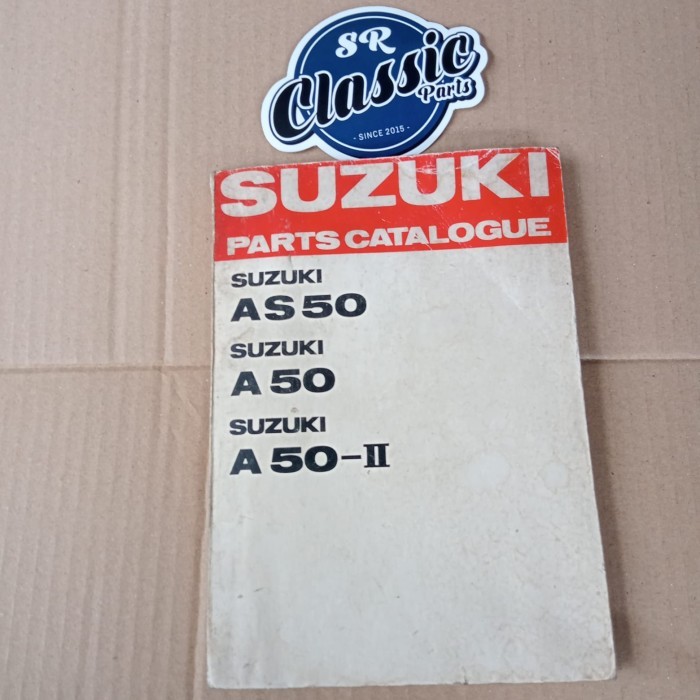 SR
Classic
Parts
- SINCE 2015 -
SUZUKI
PARTS CATALOGUE
SUZUKI
AS50
SUZUKI
A50
SUZUKI
A50-II